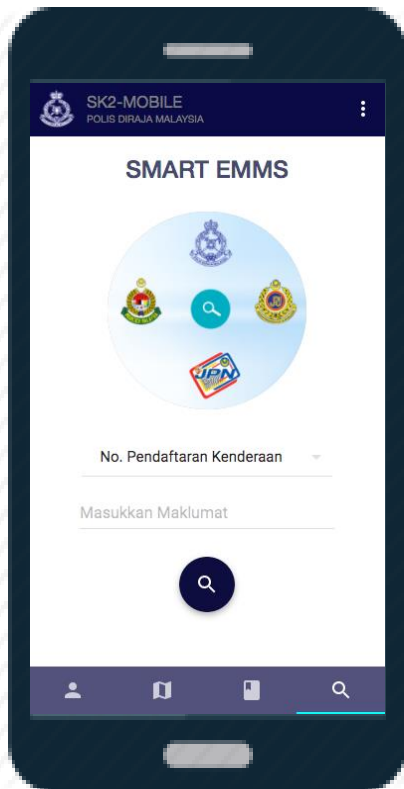 SK2-MOBILE
POLIS DIRAJA MALAYSIA
SMART EMMS
JPN
No. Pendaftaran Kenderaan
Masukkan Maklumat